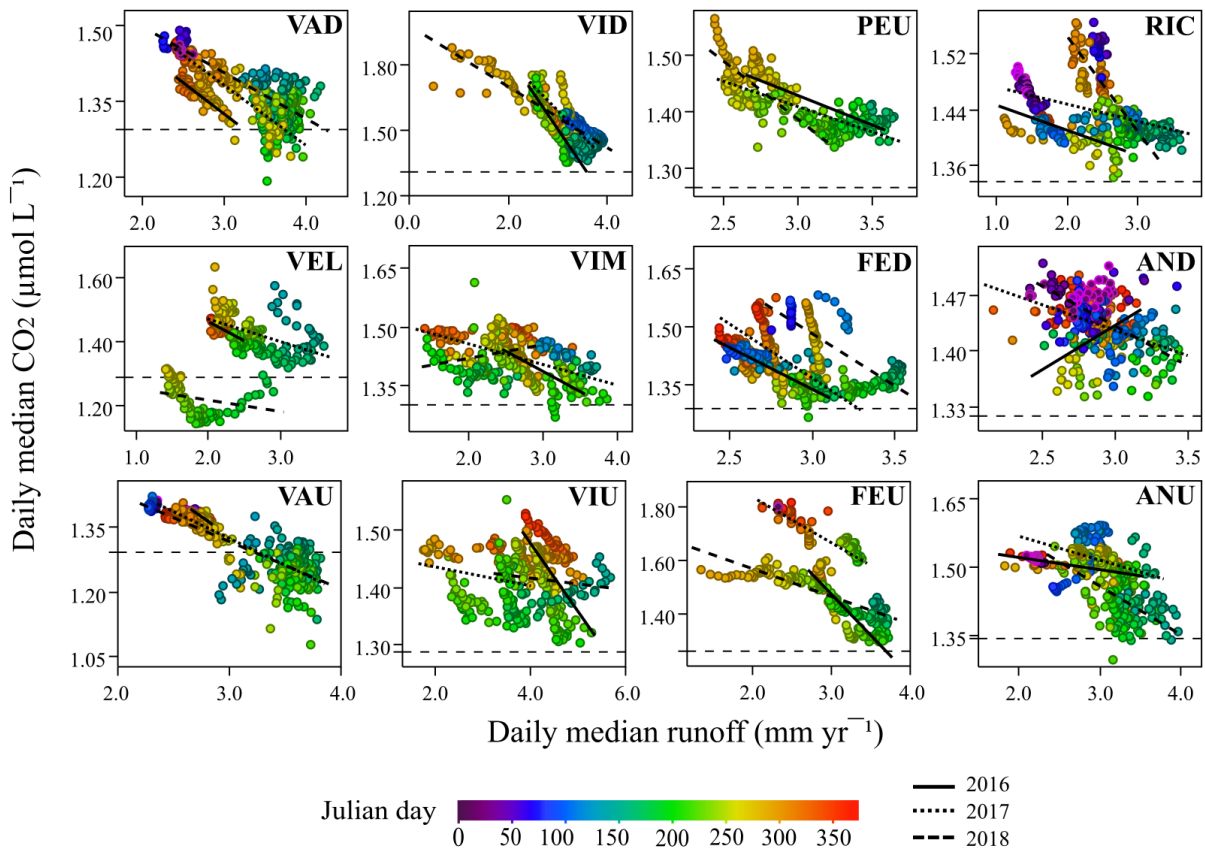 Daily median CO2 (µmol L⁻¹)
VAD
1.50
1.35
1.20
2.0 3.0 4.0
VID
1.80
1.60
1.40
1.20
0.0 2.0 4.0
PEU
1.50
1.40
1.30
2.5 3.0 3.5
RIC
1.52
1.44
1.36
1.0 2.0 3.0
VEL
1.60
1.40
1.20
1.0 2.0 3.0
VIM
1.65
1.50
1.35
2.0 3.0 4.0
FED
1.65
1.50
1.35
2.5 3.0 3.5
AND
1.47
1.40
1.33
2.5 3.0 3.5
VAU
1.35
1.20
1.05
2.0 3.0 4.0
VIU
1.50
1.40
1.30
2.0 4.0 6.0
FEU
1.80
1.60
1.40
2.0 3.0 4.0
ANU
1.65
1.50
1.35
2.0 3.0 4.0
Daily median runoff (mm yr⁻¹)
Julian day
0 50 100 150 200 250 300 350
2016
2017
2018